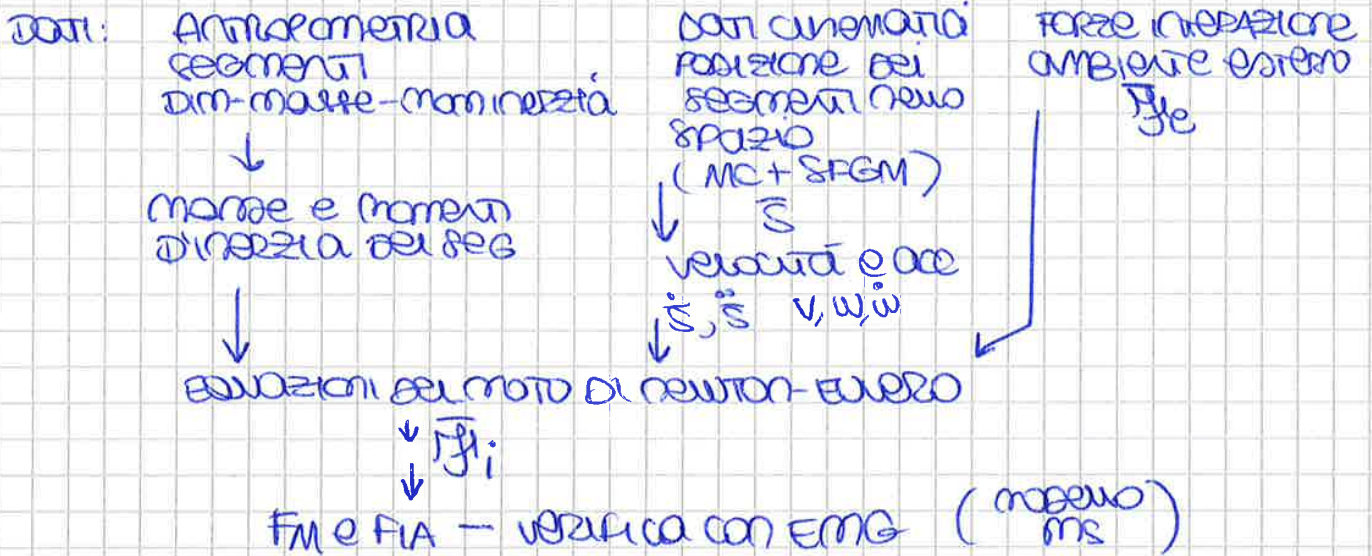 DATI:
ANTROPOMETRIA
SEGMENTI
DIM-MASSE-MOM INERZIA
MASSE E MOMENTI
D'INERZIA DEI SEG
DATI CINEMATICI
POSIZIONE DEI
SEGMENTI NELLO
SPAZIO
(MC+SFGM)
S̅
VELOCITÀ E ACC
Ṡ, S̈ V, ω, ω̇
FORZE INTERAZIONE
AMBIENTE ESTERNO
EQUAZIONI DEL MOTO DI NEWTON-EULERO
FM e FIA - VERIFICA CON EMG (MODELLO
MS)